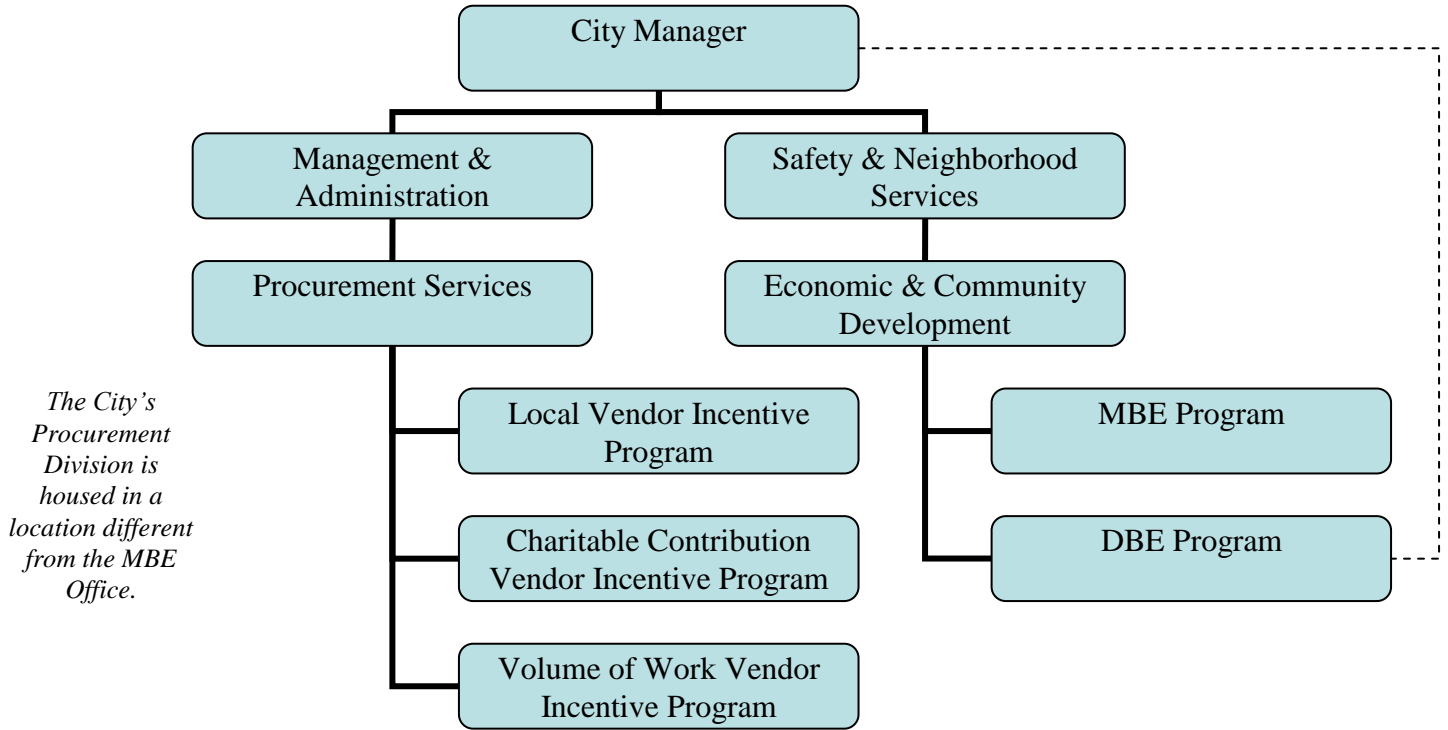 City Manager
Management &
Administration
Safety & Neighborhood
Services
Procurement Services
Economic & Community
Development
The City’s
Procurement
Division is
housed in a
location different
from the MBE
Office.
Local Vendor Incentive
Program
MBE Program
Charitable Contribution
Vendor Incentive Program
DBE Program
Volume of Work Vendor
Incentive Program